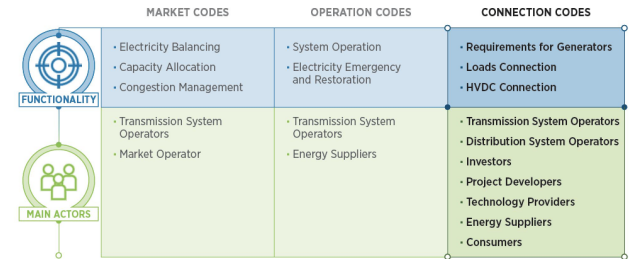 MARKET CODES
OPERATION CODES
CONNECTION CODES
FUNCTIONALITY
• Electricity Balancing
• Capacity Allocation
• Congestion Management
• System Operation
• Electricity Emergency
and Restoration
• Requirements for Generators
• Loads Connection
• HVDC Connection
MAIN ACTORS
• Transmission System
Operators
• Market Operator
• Transmission System
Operators
• Energy Suppliers
• Transmission System Operators
• Distribution System Operators
• Investors
• Project Developers
• Technology Providers
• Energy Suppliers
• Consumers